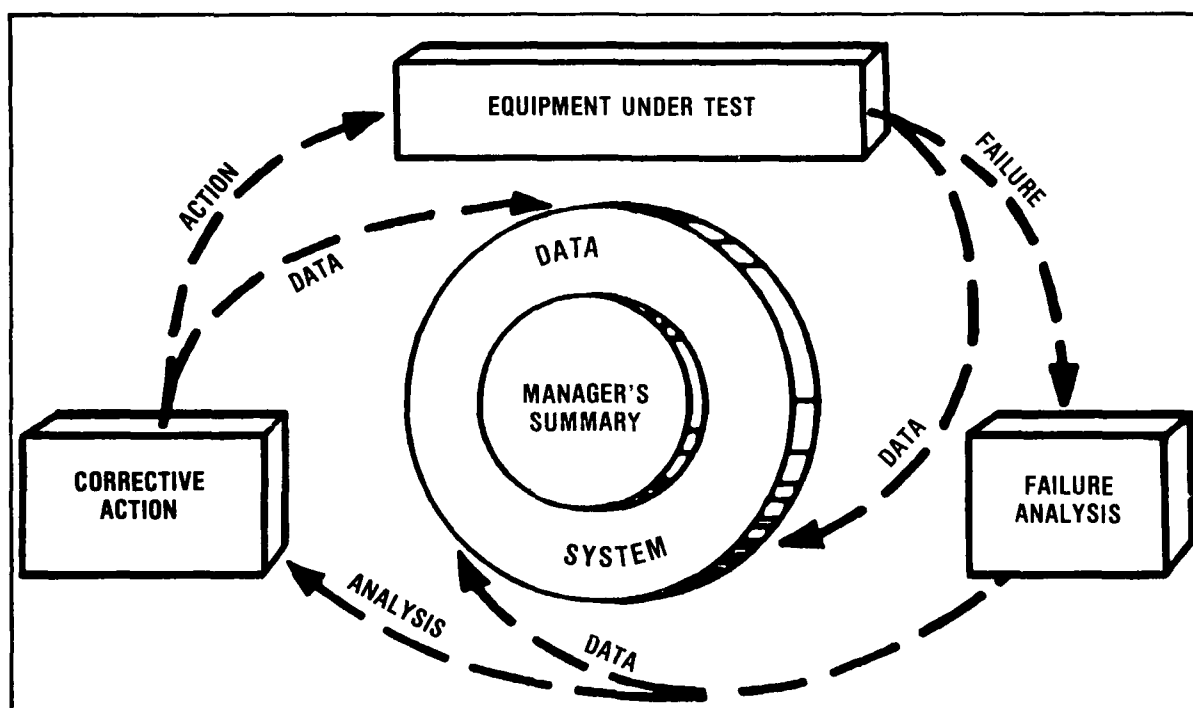 EQUIPMENT UNDER TEST
ACTION
FAILURE
DATA
DATA
MANAGER'S
SUMMARY
DATA
SYSTEM
CORRECTIVE
ACTION
FAILURE
ANALYSIS
ANALYSIS
DATA